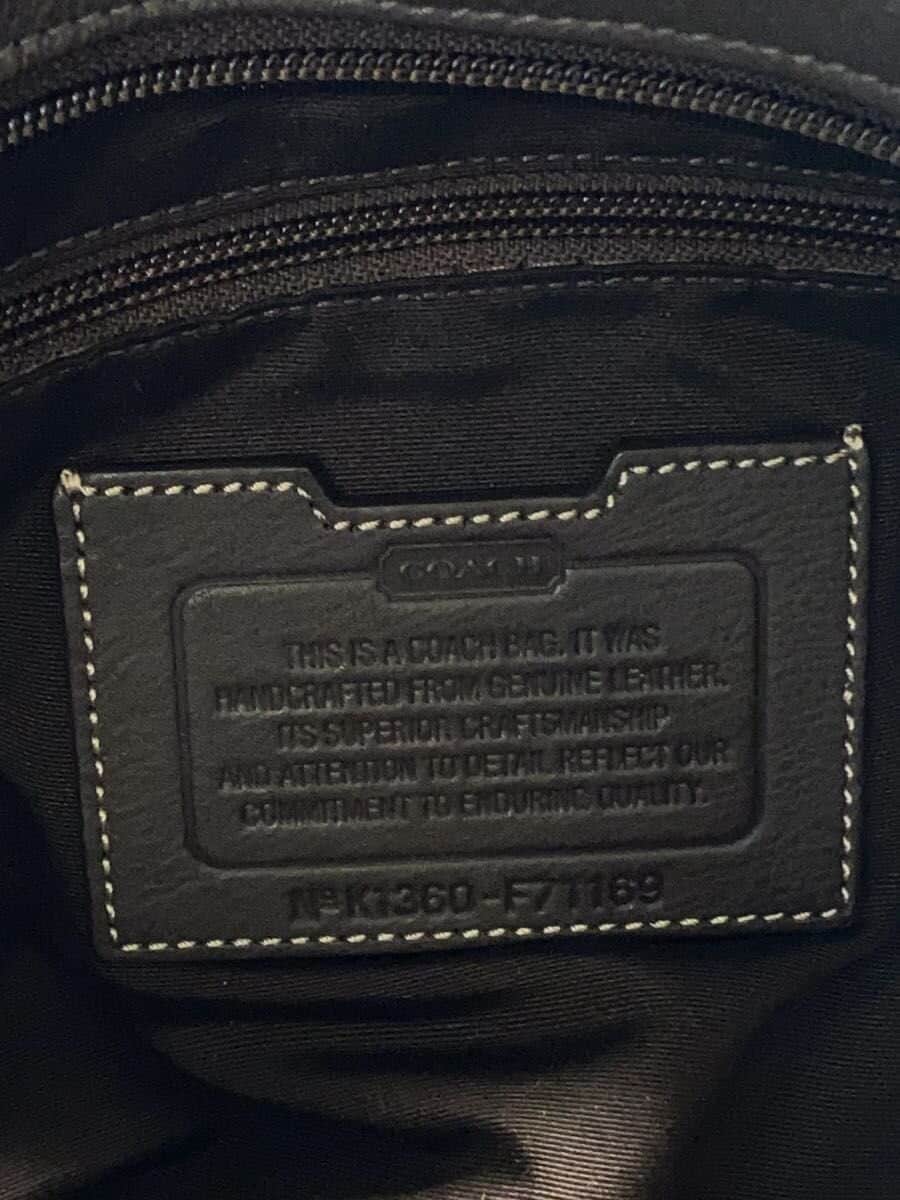 COACH
THIS IS A COACH BAG. IT WAS
HANDCRAFTED FROM GENUINE LEATHER.
ITS SUPERIOR CRAFTSMANSHIP
AND ATTENTION TO DETAIL REFLECT OUR
COMMITMENT TO ENDURING QUALITY.
Nº K1360-F71169